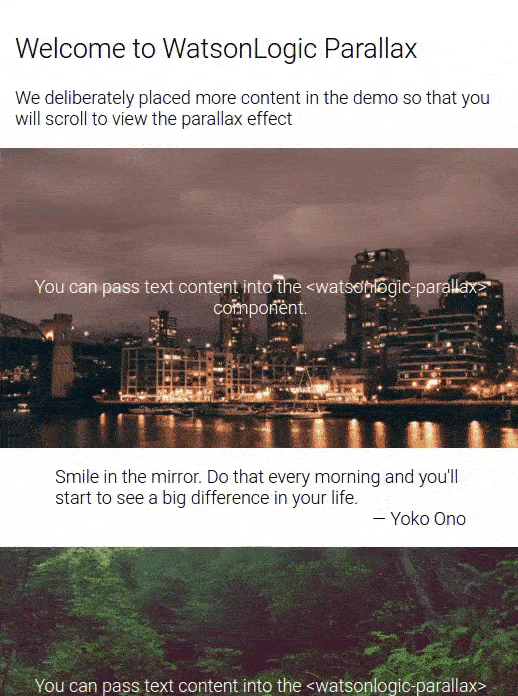 Welcome to WatsonLogic Parallax
We deliberately placed more content in the demo so that you
will scroll to view the parallax effect
You can pass text content into the <watsonlogic-parallax>
component.
Smile in the mirror. Do that every morning and you'll
start to see a big difference in your life.
— Yoko Ono
You can pass text content into the <watsonlogic-parallax>